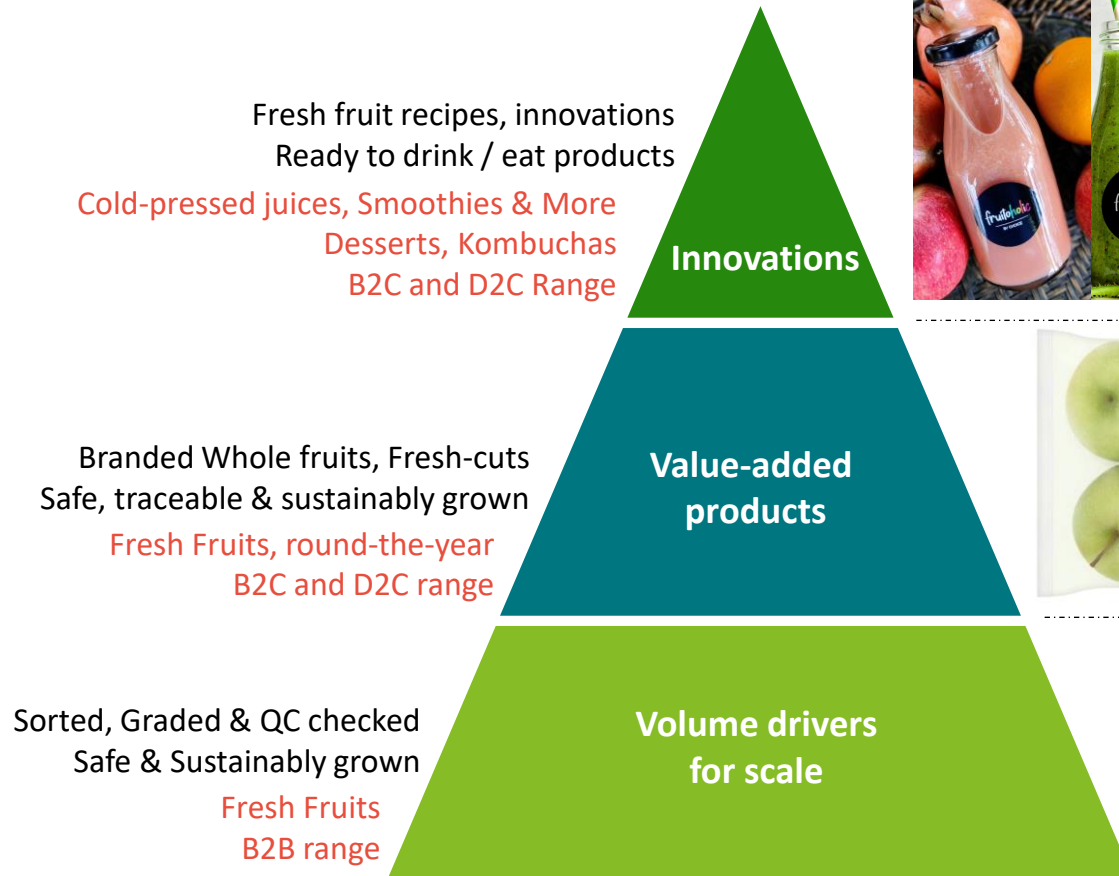 Fresh fruit recipes, innovations
Ready to drink / eat products
Cold-pressed juices, Smoothies & More
Desserts, Kombuchas
B2C and D2C Range
Innovations
fruitoholic
Branded Whole fruits, Fresh-cuts
Safe, traceable & sustainably grown
Fresh Fruits, round-the-year
B2C and D2C range
Value-added
products
Sorted, Graded & QC checked
Safe & Sustainably grown
Fresh Fruits
B2B range
Volume drivers
for scale